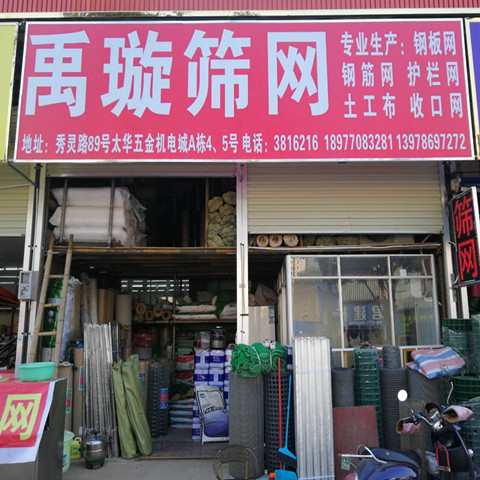 禹璇筛网
专业生产：钢板网
钢筋网 护栏网
土工布 收口网
地址：秀灵路89号太华五金机电城A栋4、5号 电话：3816216 18977083281 13978697272
筛网
网